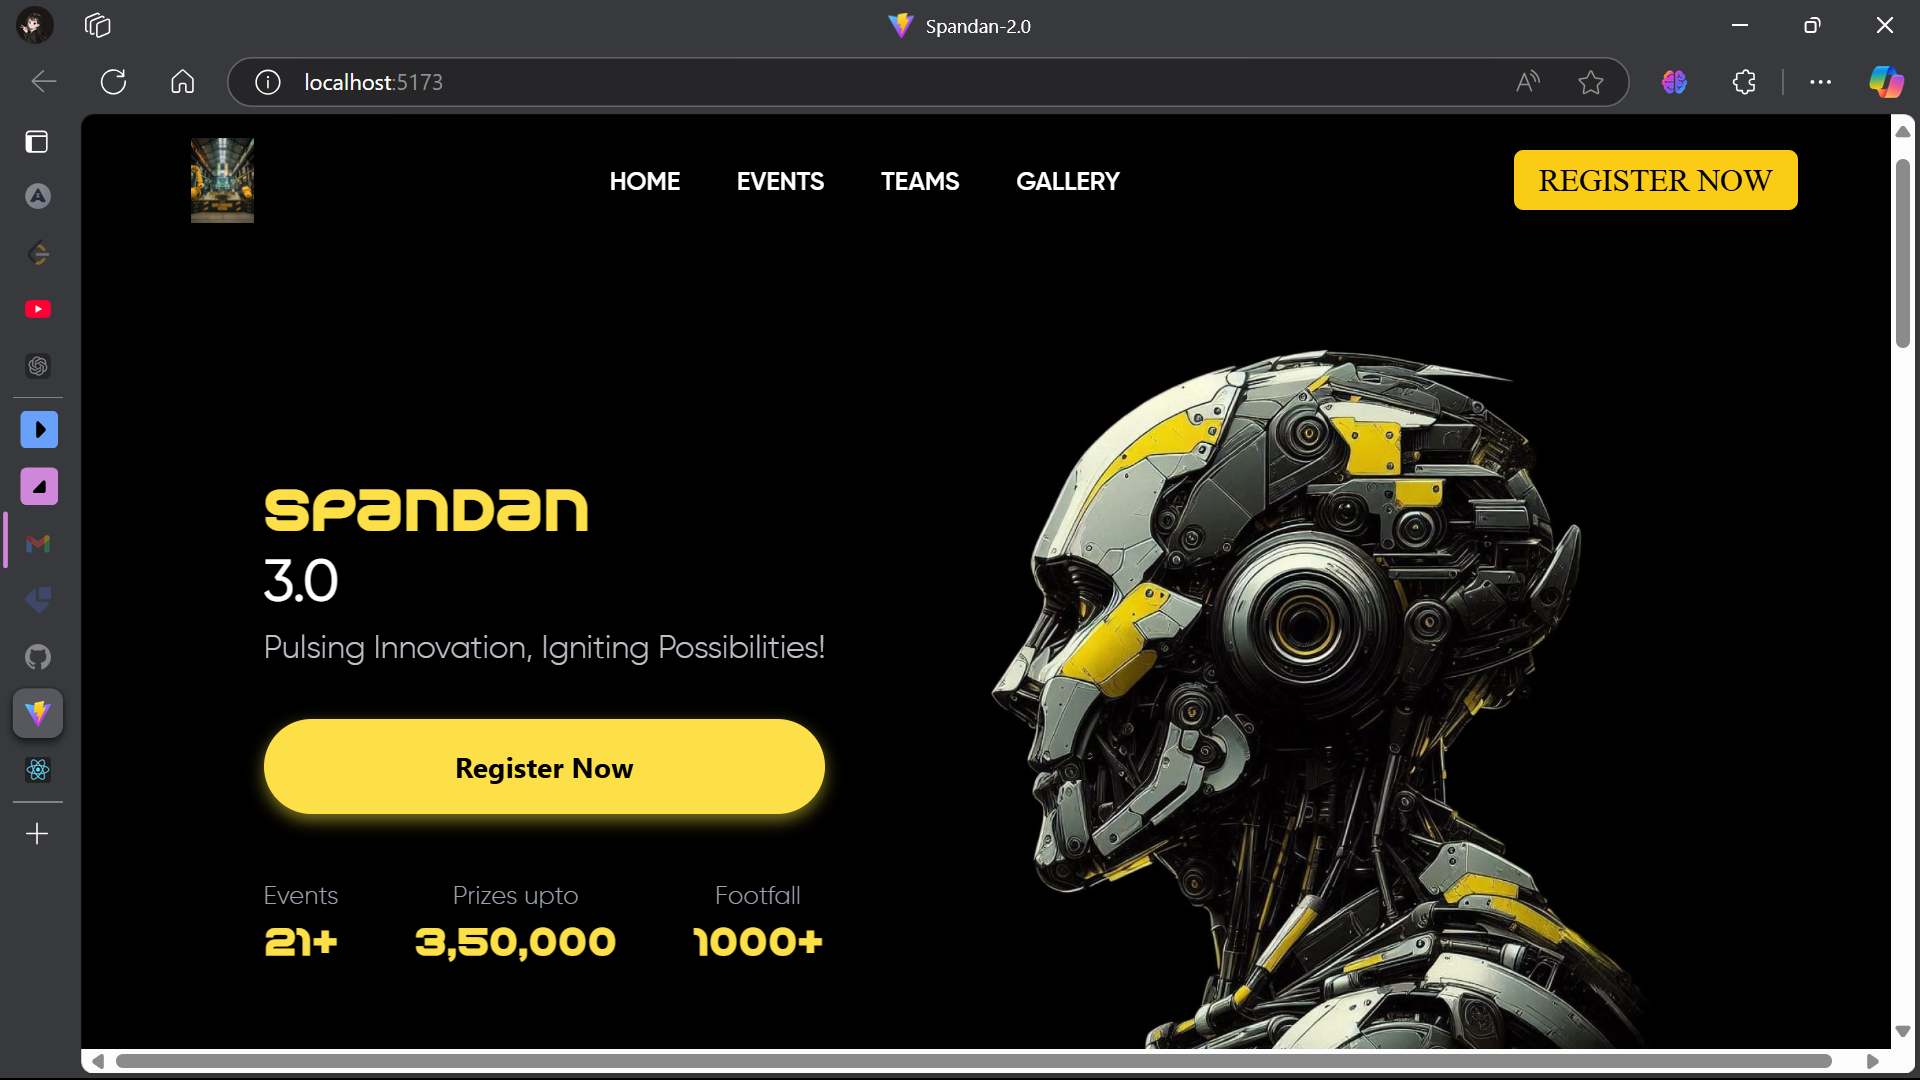 Spandan-2.0
localhost:5173
HOME EVENTS TEAMS GALLERY
REGISTER NOW
SPANDAN
3.0
Pulsing Innovation, Igniting Possibilities!
Register Now
Events Prizes upto Footfall
21+ 3,50,000 1000+